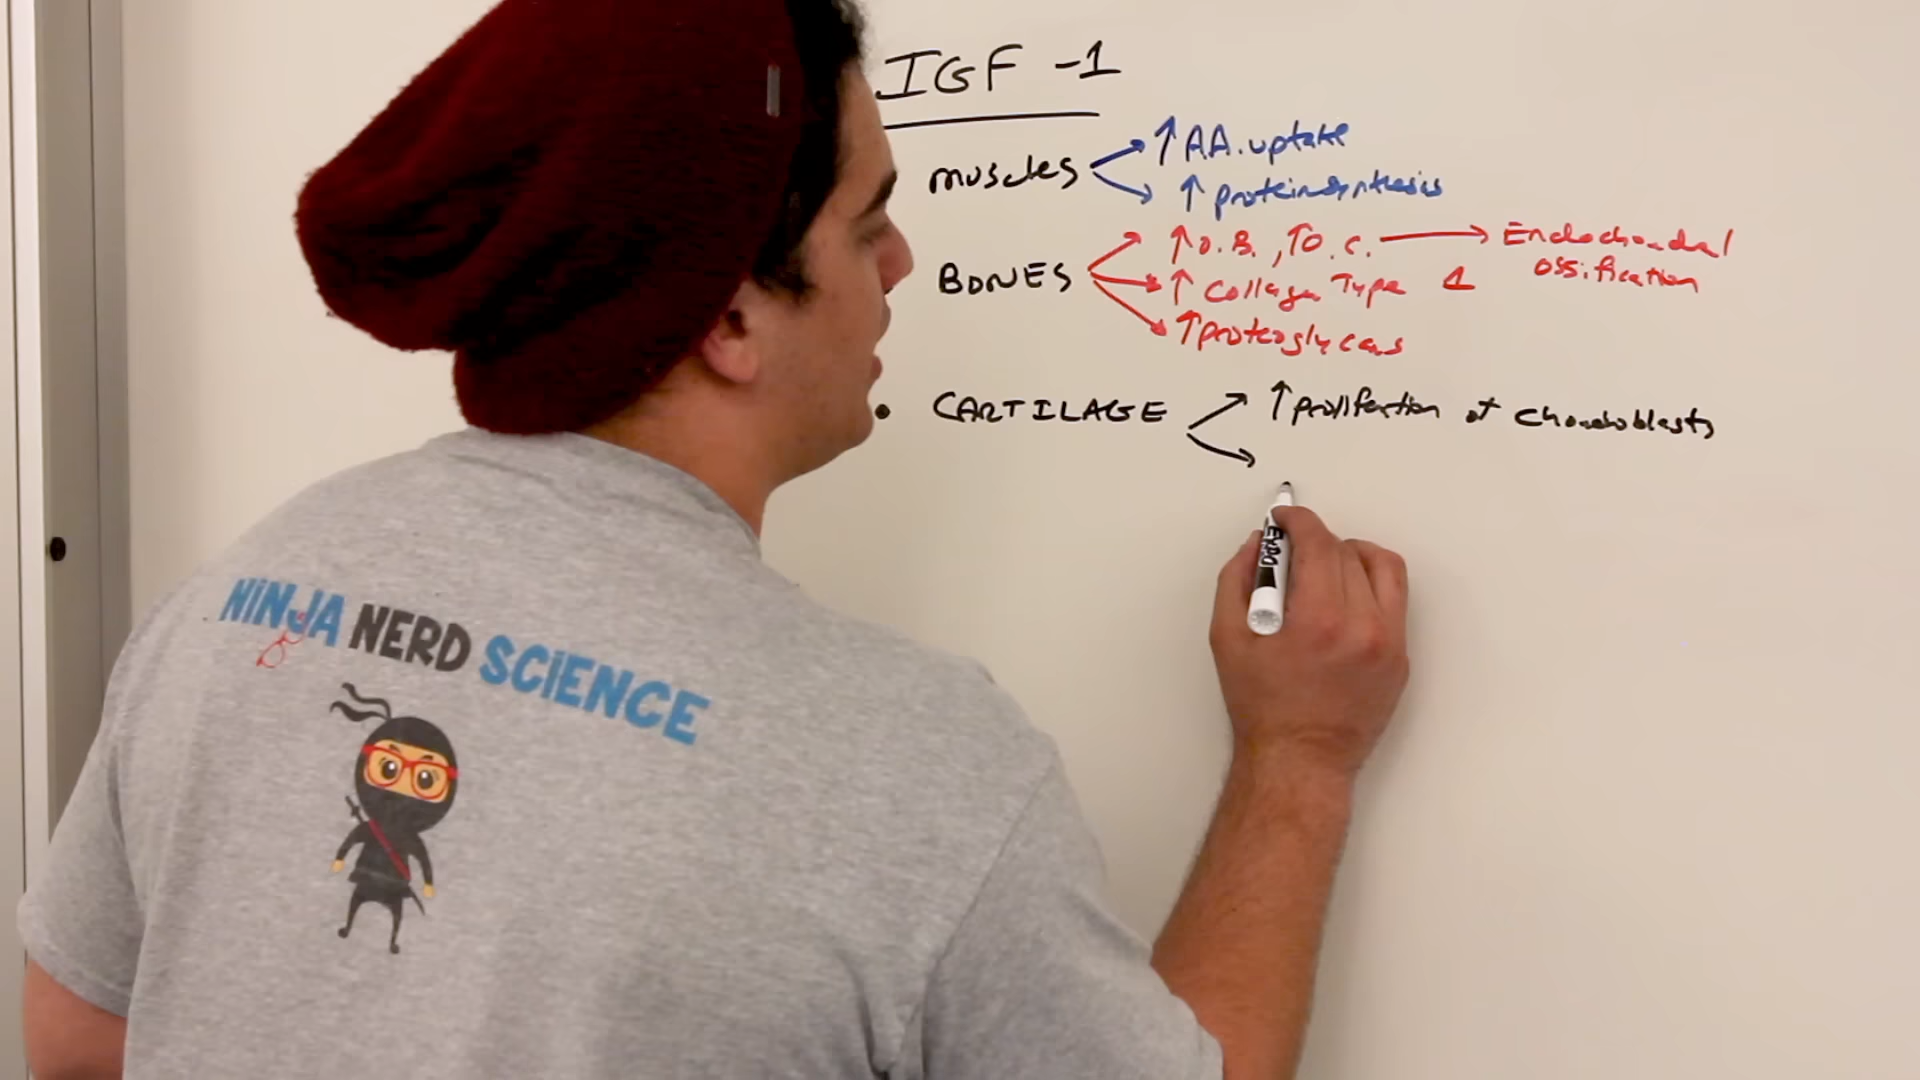 IGF -1
muscles ↑ A.A. uptake
↑ protein synthesis
BONES ↑ O.B., ↑O.C. → Endochondral
ossification
↑ Collagen Type 1
↑ proteoglycans
• CARTILAGE ↑ proliferation of chondroblasts
EXPO
NINJA NERD SCIENCE